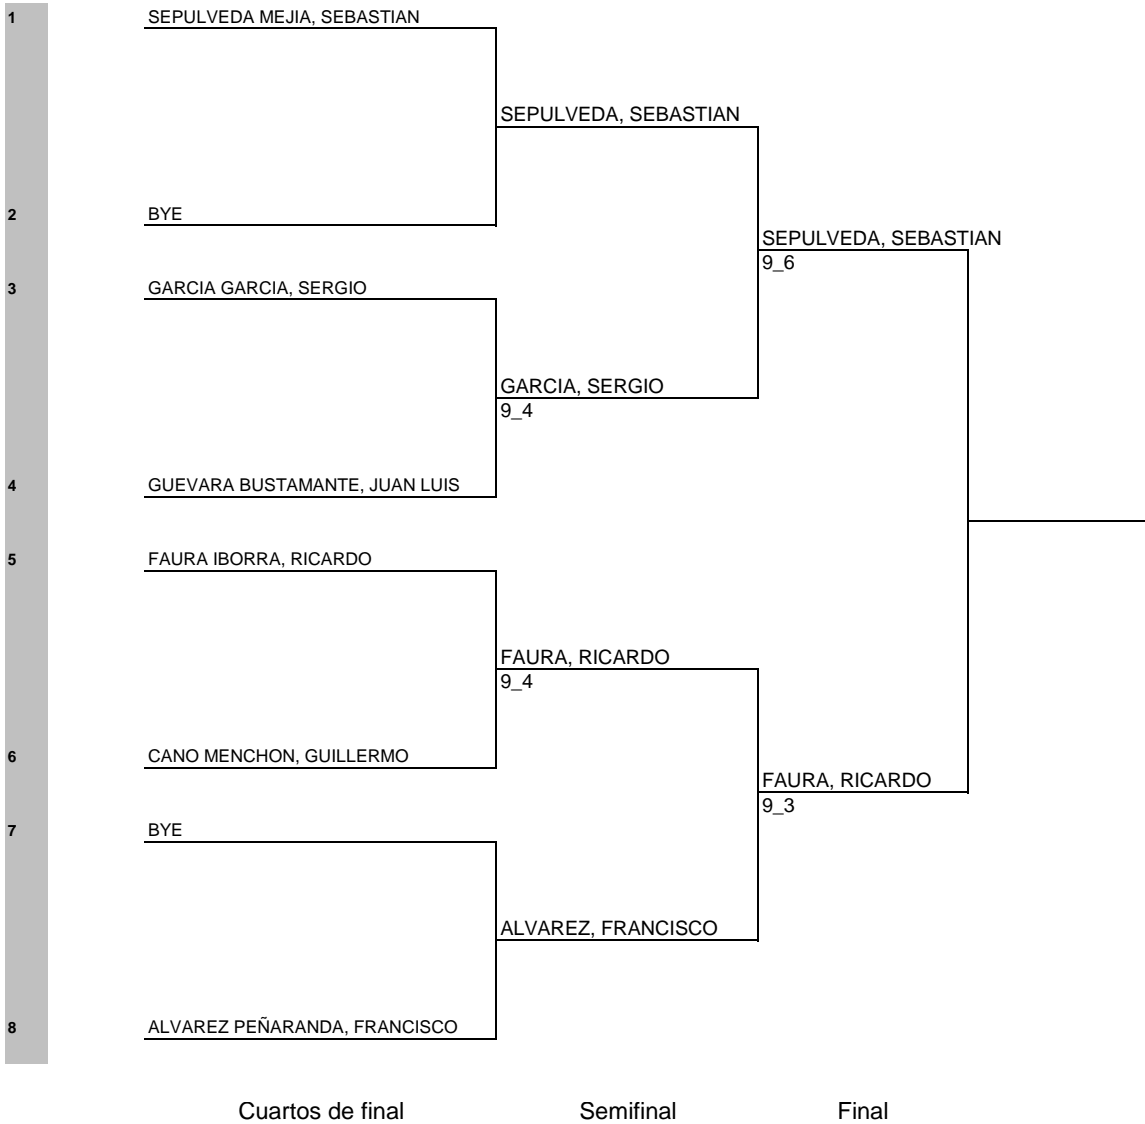 1 SEPULVEDA MEJIA, SEBASTIAN
SEPULVEDA, SEBASTIAN
2 BYE
SEPULVEDA, SEBASTIAN
9_6
3 GARCIA GARCIA, SERGIO
GARCIA, SERGIO
9_4
4 GUEVARA BUSTAMANTE, JUAN LUIS
5 FAURA IBORRA, RICARDO
FAURA, RICARDO
9_4
6 CANO MENCHON, GUILLERMO
FAURA, RICARDO
9_3
7 BYE
ALVAREZ, FRANCISCO
8 ALVAREZ PEÑARANDA, FRANCISCO
Cuartos de final Semifinal Final